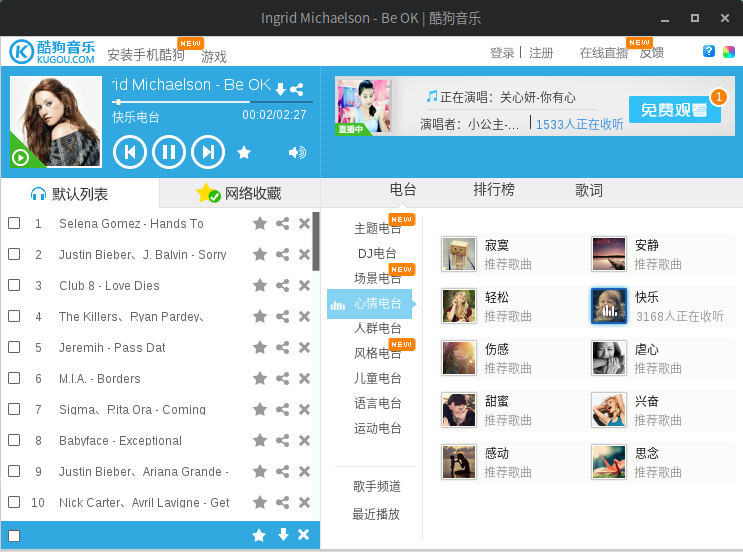 Ingrid Michaelson - Be OK | 酷狗音乐
酷狗音乐
KUGOU.COM
安装手机酷狗
NEW
游戏
登录 | 注册
在线直播
NEW
反馈
?
rid Michaelson - Be OK
快乐电台
00:02/02:27
直播中
正在演唱：关心妍-你有心
演唱者：小公主-...
1533人正在收听
免费观看
1
默认列表
网络收藏
1 Selena Gomez - Hands To
2 Justin Bieber、J. Balvin - Sorry
3 Club 8 - Love Dies
4 The Killers、Ryan Pardey、
5 Jeremih - Pass Dat
6 M.I.A. - Borders
7 Sigma、Rita Ora - Coming
8 Babyface - Exceptional
9 Justin Bieber、Ariana Grande -
10 Nick Carter、Avril Lavigne - Get
电台
排行榜
歌词
主题电台
NEW
DJ电台
场景电台
NEW
心情电台
人群电台
风格电台
NEW
儿童电台
语言电台
运动电台
歌手频道
最近播放
寂寞
推荐歌曲
安静
推荐歌曲
轻松
推荐歌曲
快乐
3168人正在收听
伤感
推荐歌曲
虐心
推荐歌曲
甜蜜
推荐歌曲
兴奋
推荐歌曲
感动
推荐歌曲
思念
推荐歌曲